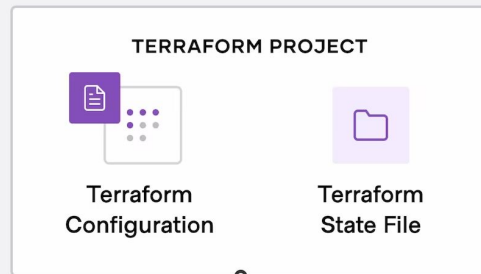 TERRAFORM PROJECT
Terraform
Configuration
Terraform
State File